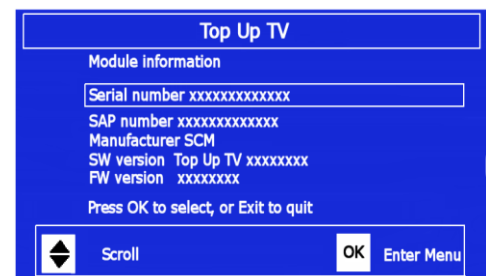 Top Up TV
Module information
Serial number xxxxxxxxxxxxx
SAP number xxxxxxxxxxxxx
Manufacturer SCM
SW version Top Up TV xxxxxxxx
FW version xxxxxxxx
Press OK to select, or Exit to quit
Scroll
OK Enter Menu